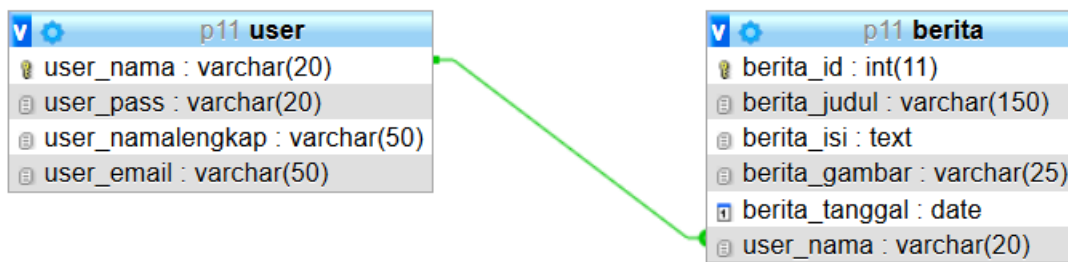 p11 user
user_nama : varchar(20)
user_pass : varchar(20)
user_namalengkap : varchar(50)
user_email : varchar(50)
p11 berita
berita_id : int(11)
berita_judul : varchar(150)
berita_isi : text
berita_gambar : varchar(25)
berita_tanggal : date
user_nama : varchar(20)